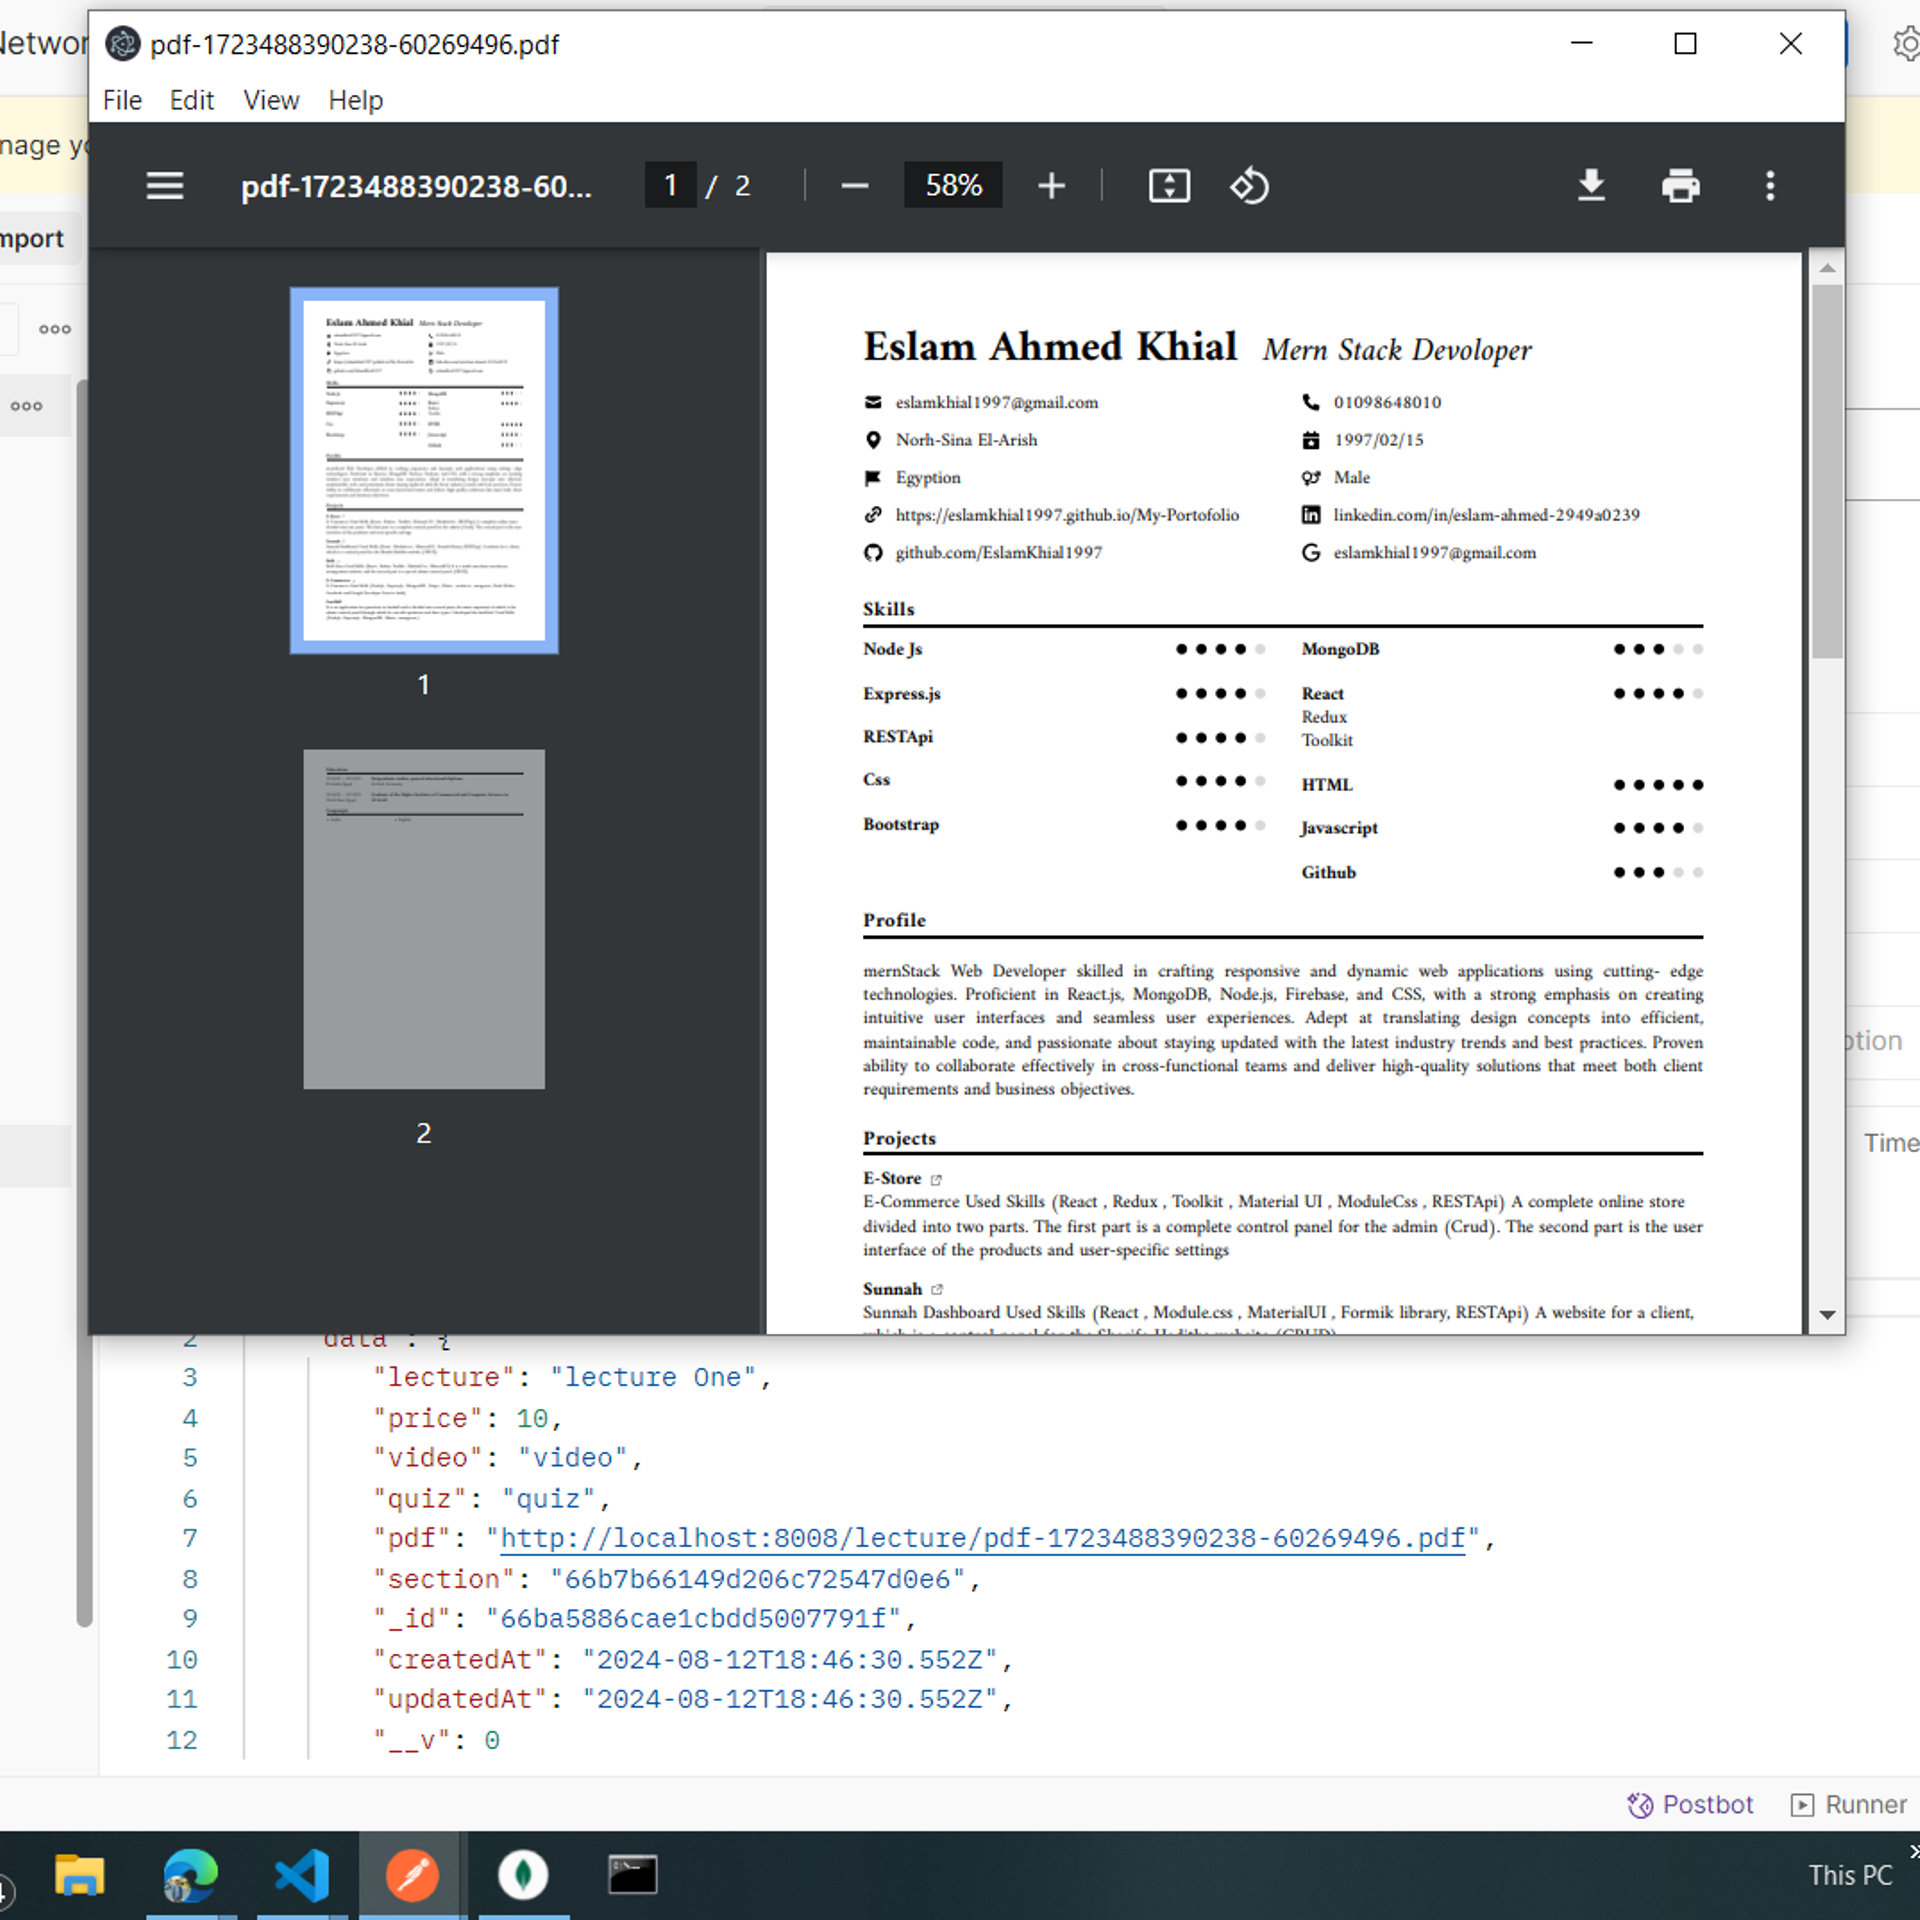 pdf-1723488390238-60269496.pdf
File Edit View Help
pdf-1723488390238-60...
1 / 2
58%
mport
1
2
Eslam Ahmed Khial Mern Stack Devoloper
eslamkhial1997@gmail.com
01098648010
Norh-Sina El-Arish
1997/02/15
Egyption
Male
https://eslamkhial1997.github.io/My-Portofolio
linkedin.com/in/eslam-ahmed-2949a0239
github.com/EslamKhial1997
eslamkhial1997@gmail.com
Skills
Node Js
MongoDB
Express.js
React
Redux
Toolkit
RESTApi
Css
HTML
Bootstrap
Javascript
Github
Profile
mernStack Web Developer skilled in crafting responsive and dynamic web applications using cutting- edge
technologies. Proficient in React.js, MongoDB, Node.js, Firebase, and CSS, with a strong emphasis on creating
intuitive user interfaces and seamless user experiences. Adept at translating design concepts into efficient,
maintainable code, and passionate about staying updated with the latest industry trends and best practices. Proven
ability to collaborate effectively in cross-functional teams and deliver high-quality solutions that meet both client
requirements and business objectives.
Projects
E-Store
E-Commerce Used Skills (React , Redux , Toolkit , Material UI , ModuleCss , RESTApi) A complete online store
divided into two parts. The first part is a complete control panel for the admin (Crud). The second part is the user
interface of the products and user-specific settings
Sunnah
Sunnah Dashboard Used Skills (React , Module.css , MaterialUI , Formik library, RESTApi) A website for a client,
ption
Time
2 data : {
3 "lecture": "lecture One",
4 "price": 10,
5 "video": "video",
6 "quiz": "quiz",
7 "pdf": "http://localhost:8008/lecture/pdf-1723488390238-60269496.pdf",
8 "section": "66b7b66149d206c72547d0e6",
9 "_id": "66ba5886cae1cbdd5007791f",
10 "createdAt": "2024-08-12T18:46:30.552Z",
11 "updatedAt": "2024-08-12T18:46:30.552Z",
12 "__v": 0
Postbot Runner
This PC